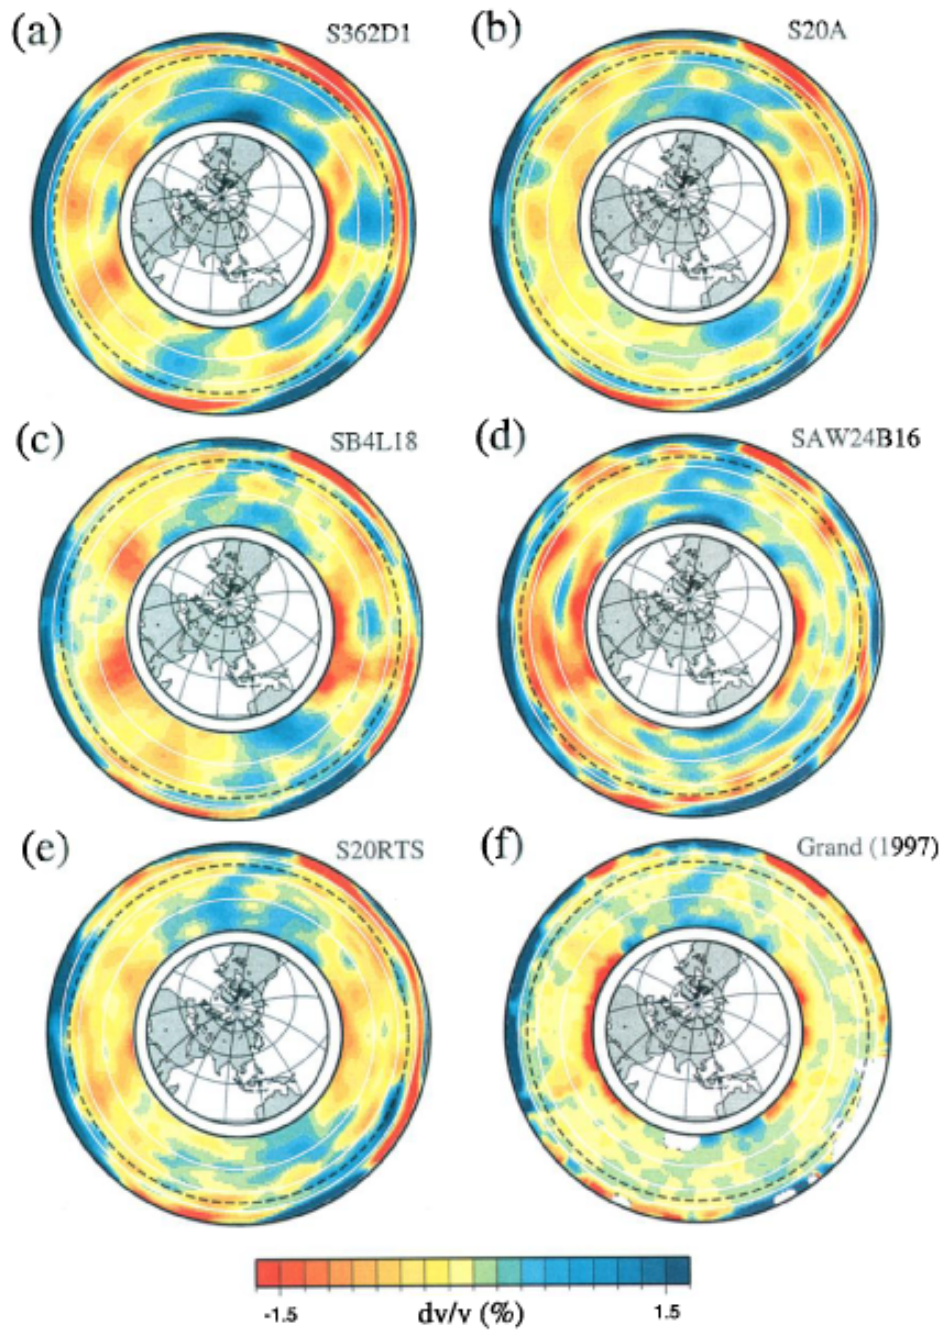 (a) S362D1
(b) S20A
(c) SB4L18
(d) SAW24B16
(e) S20RTS
(f) Grand (1997)
-1.5 dv/v (%) 1.5